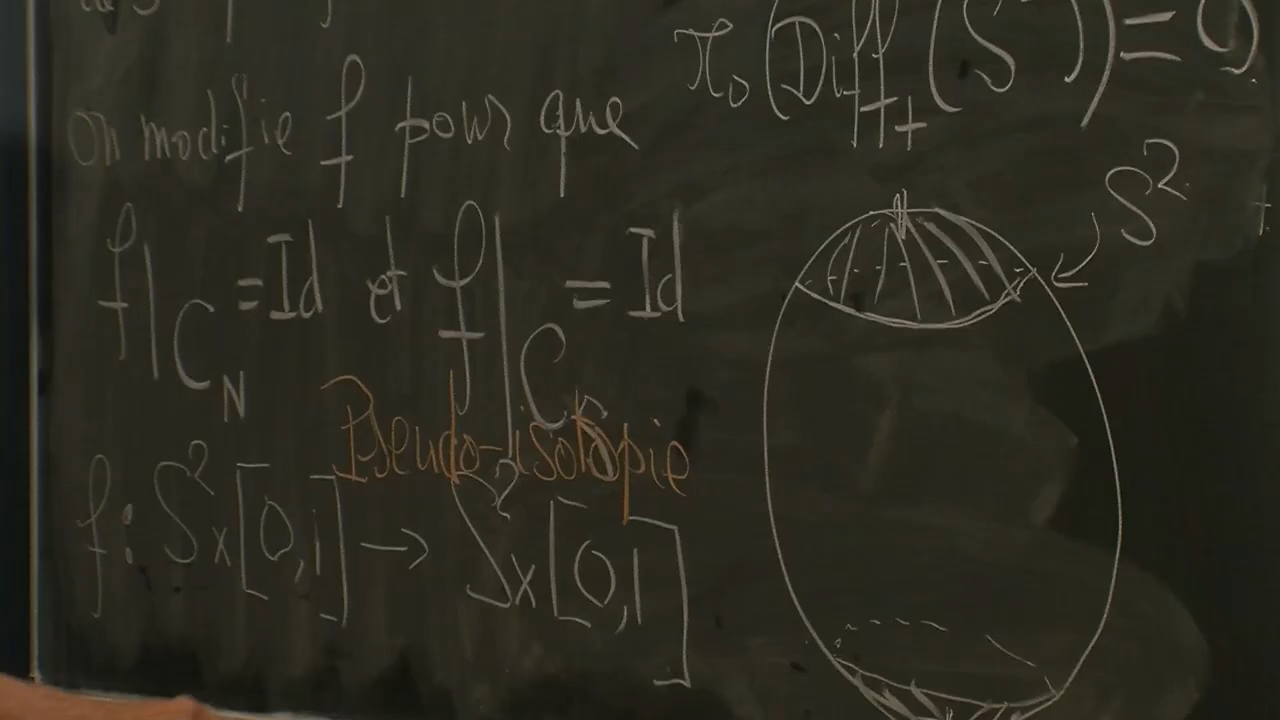 on modifie f pour que
f|_{C_N} = Id et f|_{C_S} = Id
Pseudo-isotopie
f: S² x [0,1] → S² x [0,1]
π₀(Diff₊(S
)) = 0
S²